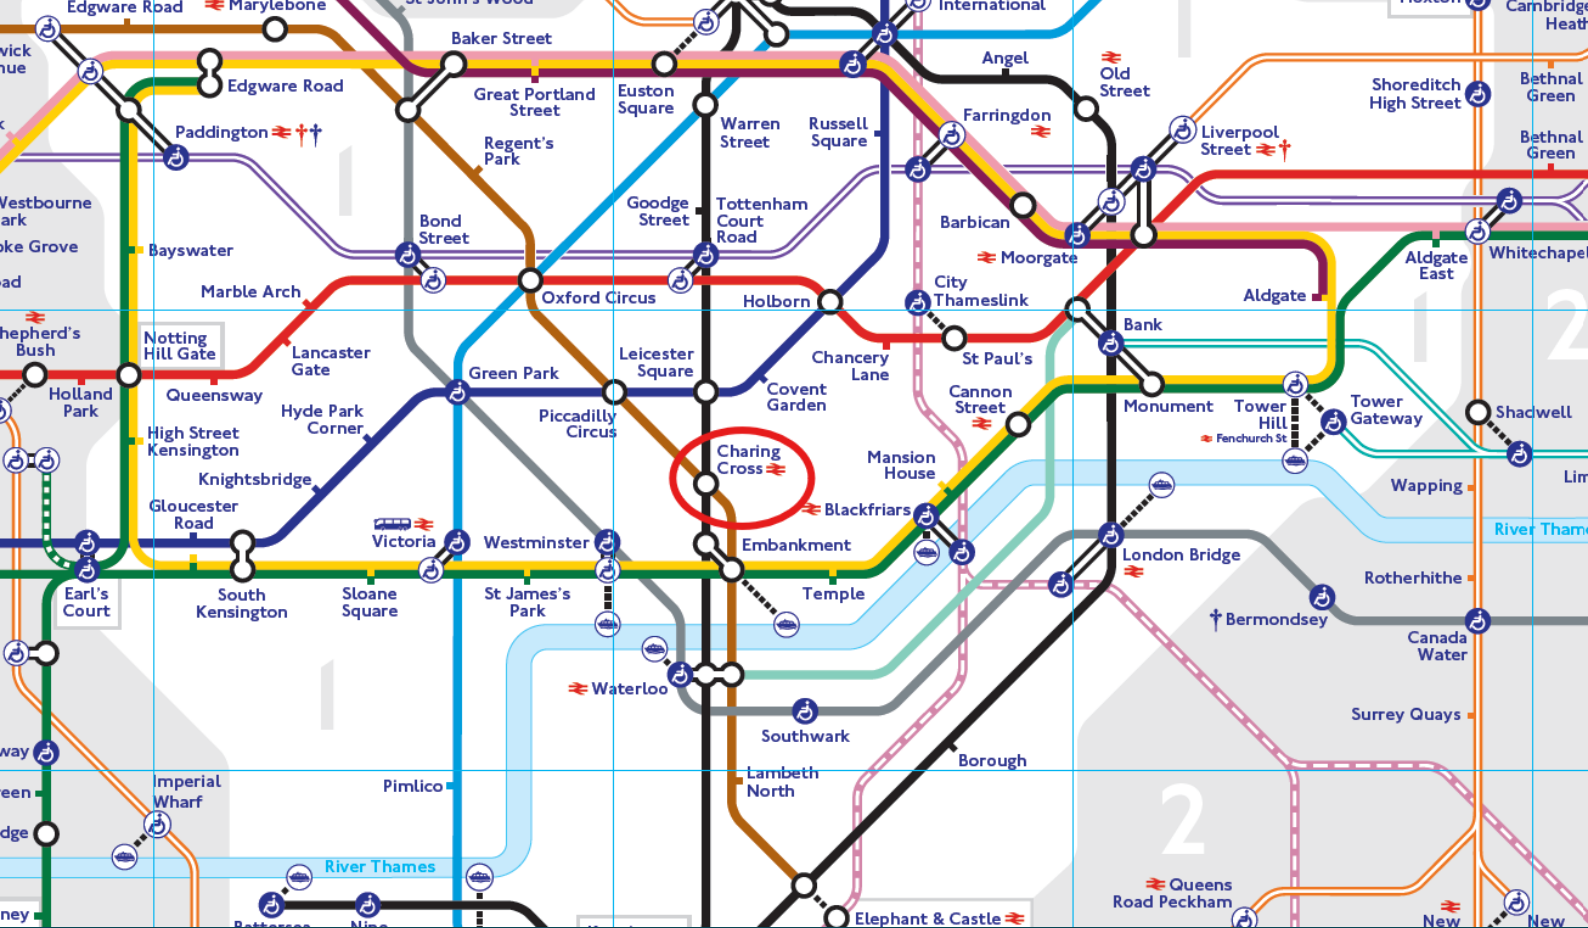 Edgware Road
Marylebone
St John's Wood
International
Cambridge
Heath
Baker Street
Angel
Old
Street
Shoreditch
High Street
Bethnal
Green
Edgware Road
Great Portland
Street
Euston
Square
Warren
Street
Russell
Square
Farringdon
Liverpool
Street
Bethnal
Green
Paddington
Regent's
Park
1
Westbourne
Park
Bond
Street
Goodge
Street
Tottenham
Court
Road
Barbican
Moorgate
Aldgate
East
Whitechapel
Bayswater
Marble Arch
Oxford Circus
Holborn
City
Thameslink
Aldgate
1
2
Shepherd's
Bush
Notting
Hill Gate
Lancaster
Gate
Leicester
Square
Chancery
Lane
St Paul's
Bank
Holland
Park
Queensway
Green Park
Hyde Park
Corner
Piccadilly
Circus
Covent
Garden
Cannon
Street
Monument
Tower
Hill
Fenchurch St
Tower
Gateway
Shadwell
High Street
Kensington
Knightsbridge
Charing
Cross
Mansion
House
Wapping
Gloucester
Road
Victoria
Westminster
Embankment
Blackfriars
London Bridge
River Thame
Earl's
Court
South
Kensington
Sloane
Square
St James's
Park
Temple
Rotherhithe
Bermondsey
Canada
Water
1
Waterloo
Southwark
Surrey Quays
Borough
Imperial
Wharf
Pimlico
Lambeth
North
2
River Thames
Queens
Road Peckham
Elephant & Castle
New
New